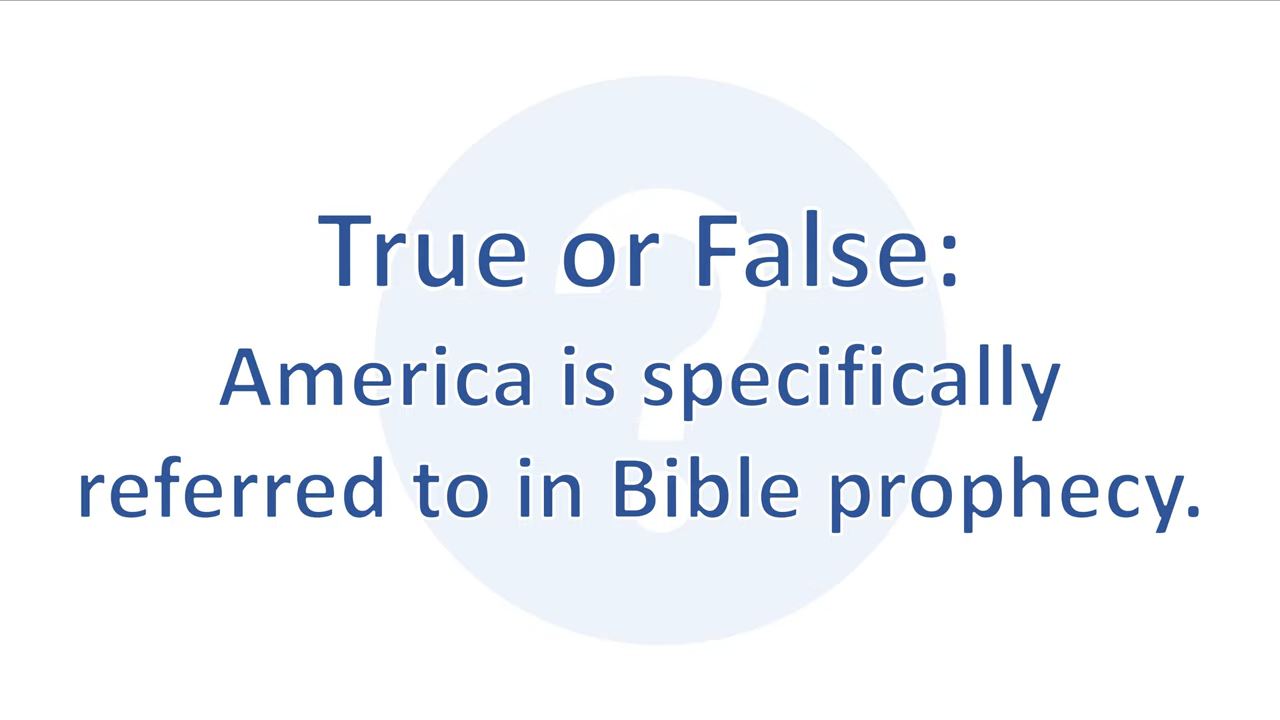 True or False:
America is specifically
referred to in Bible prophecy.